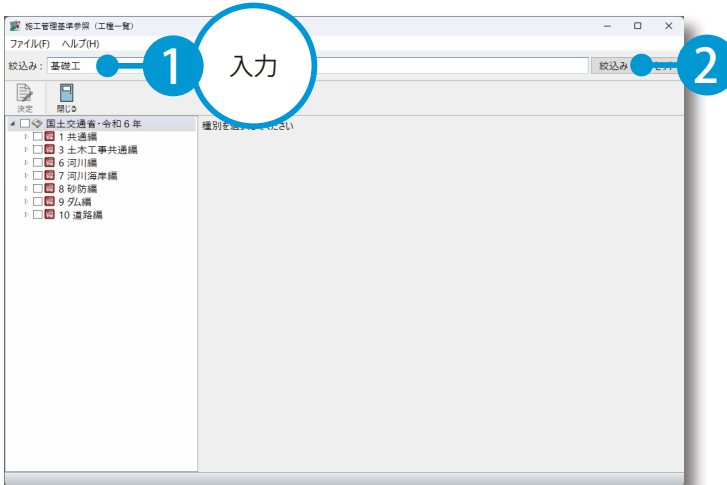 施工管理基準参照（工種一覧）
ファイル(F) ヘルプ(H)
絞込み： 基礎工 1 入力 絞込み 2
決定 閉じる
国土交通省･令和６年
1 共通編
3 土木工事共通編
6 河川編
7 河川海岸編
8 砂防編
9 ダム編
10 道路編
種別を選択してください